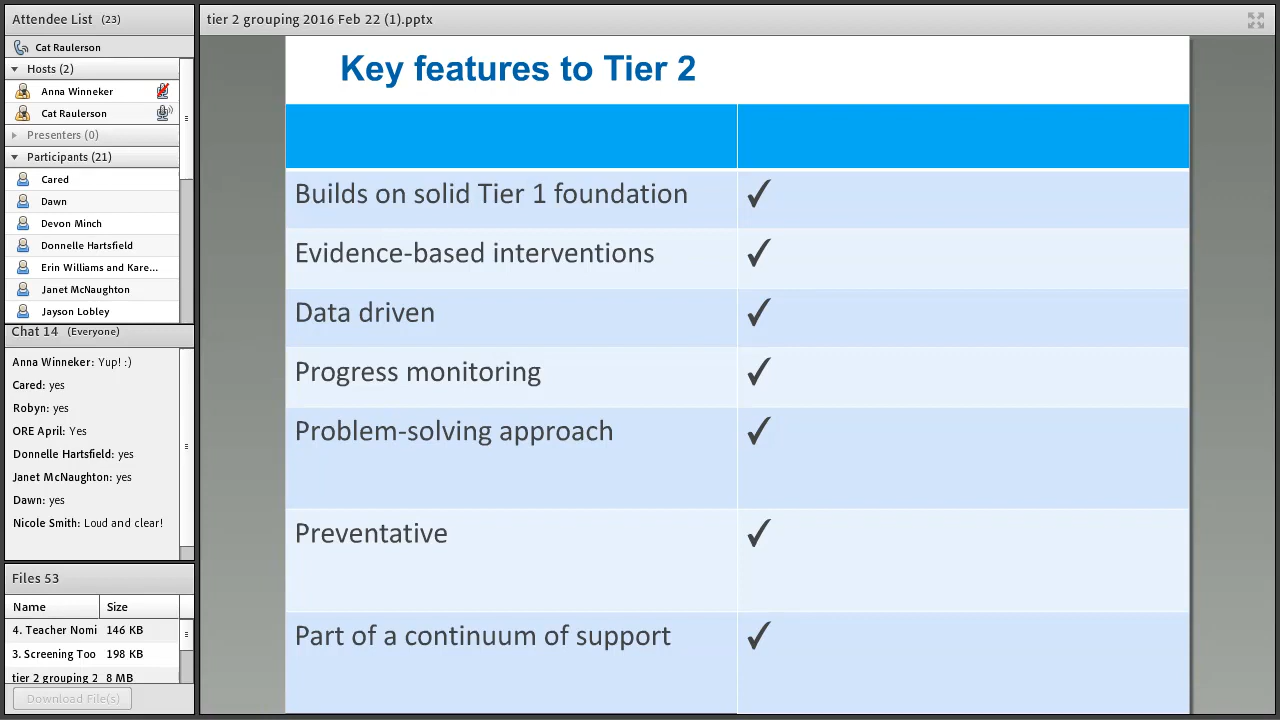 Attendee List (23)
Cat Raulerson
Hosts (2)
Anna Winneker
Cat Raulerson
Presenters (0)
Participants (21)
Cared
Dawn
Devon Minch
Donnelle Hartsfield
Erin Williams and Kare...
Janet McNaughton
Jayson Lobley
Chat 14 (Everyone)
Anna Winneker: Yup! :)
Cared: yes
Robyn: yes
ORE April: Yes
Donnelle Hartsfield: yes
Janet McNaughton: yes
Dawn: yes
Nicole Smith: Loud and clear!
Files 53
Name Size
4. Teacher Nomi 146 KB
3. Screening Too 198 KB
tier 2 grouping 2 8 MB
Download File(s)
tier 2 grouping 2016 Feb 22 (1).pptx
Key features to Tier 2
Builds on solid Tier 1 foundation ✓
Evidence-based interventions ✓
Data driven ✓
Progress monitoring ✓
Problem-solving approach ✓
Preventative ✓
Part of a continuum of support ✓